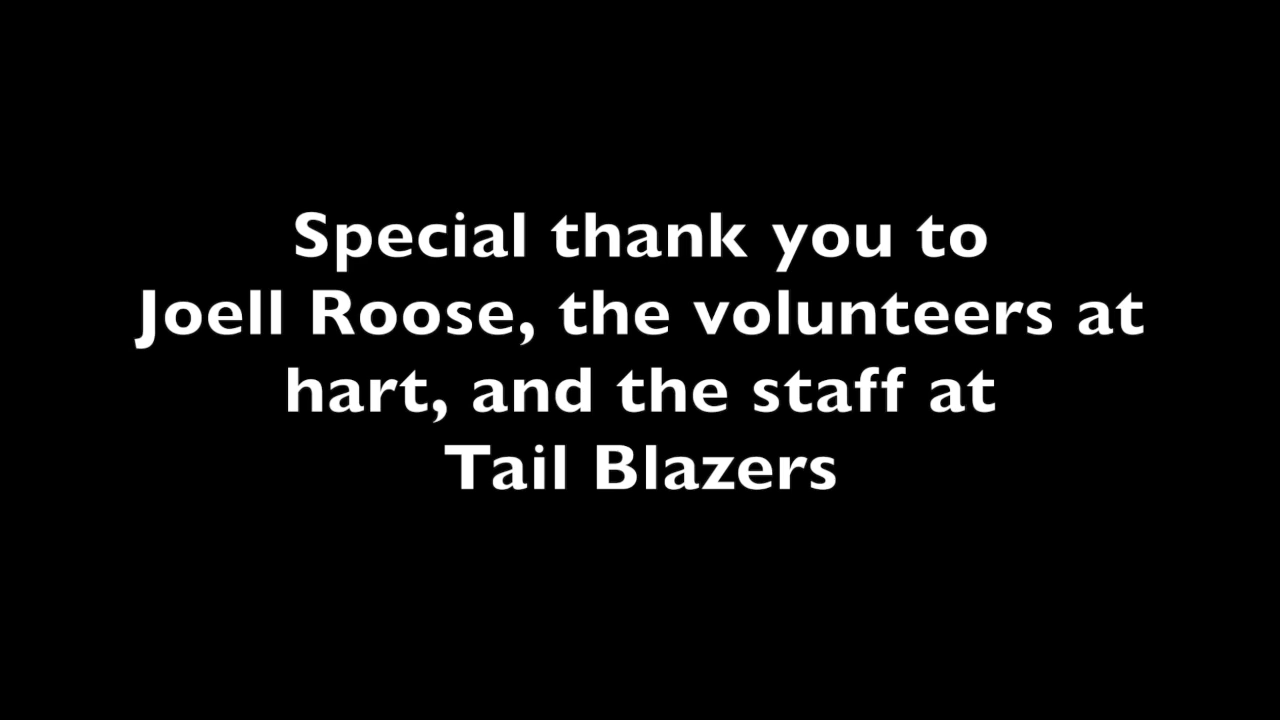 Special thank you to
Joell Roose, the volunteers at
hart, and the staff at
Tail Blazers